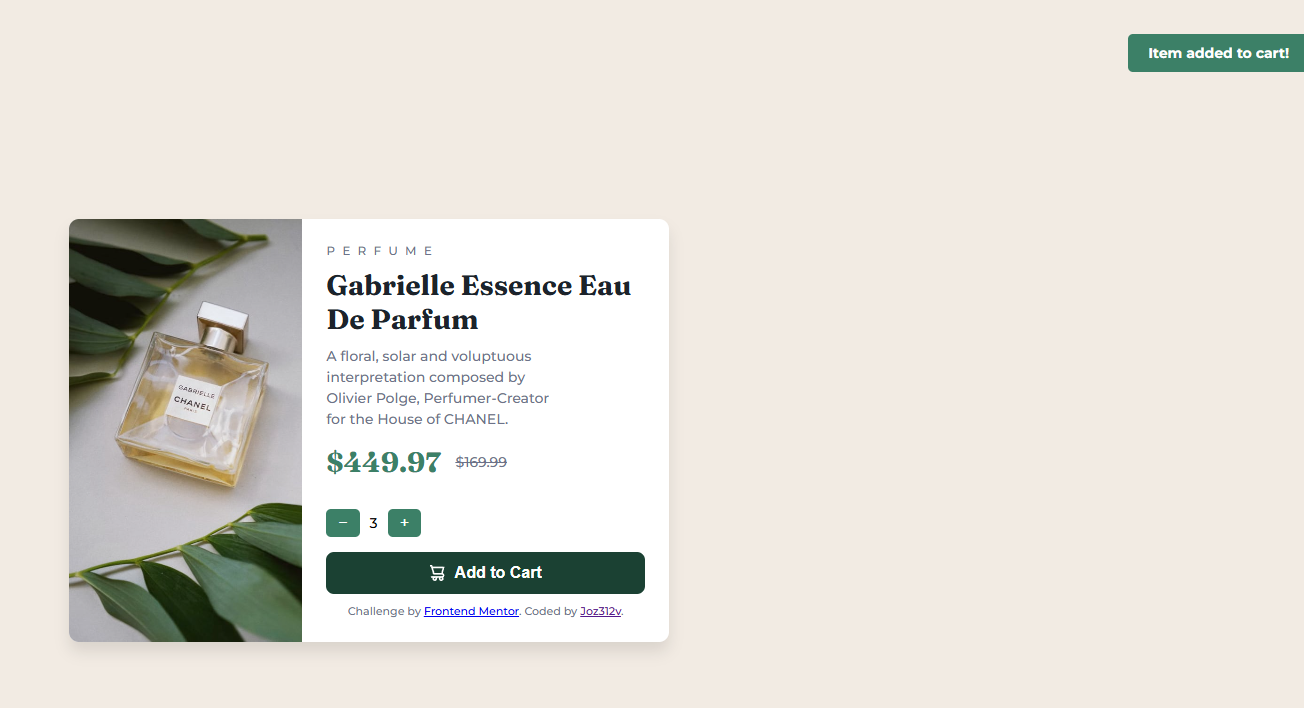 Item added to cart!
PERFUME
Gabrielle Essence Eau
De Parfum
A floral, solar and voluptuous
interpretation composed by
Olivier Polge, Perfumer-Creator
for the House of CHANEL.
$449.97 $169.99
− 3 +
Add to Cart
Challenge by Frontend Mentor. Coded by Joz312v.
GABRIELLE
CHANEL
PARIS